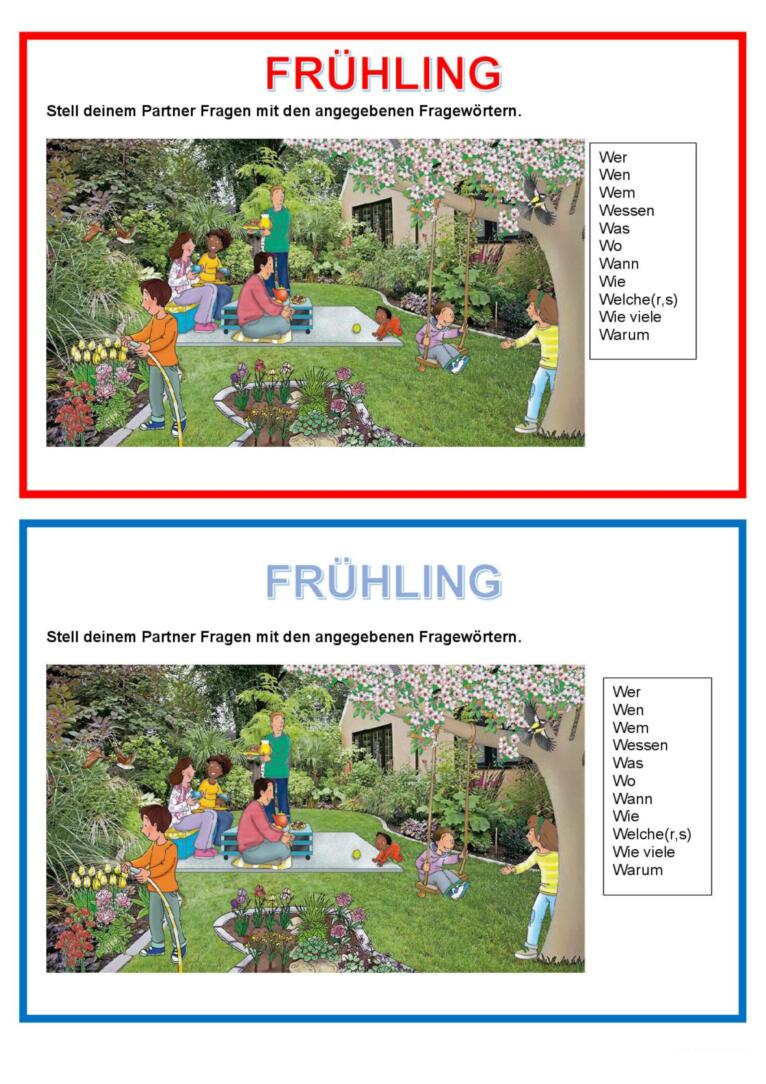 FRÜHLING
Stell deinem Partner Fragen mit den angegebenen Fragewörtern.
Wer
Wen
Wem
Wessen
Was
Wo
Wann
Wie
Welche(r,s)
Wie viele
Warum
FRÜHLING
Stell deinem Partner Fragen mit den angegebenen Fragewörtern.
Wer
Wen
Wem
Wessen
Was
Wo
Wann
Wie
Welche(r,s)
Wie viele
Warum